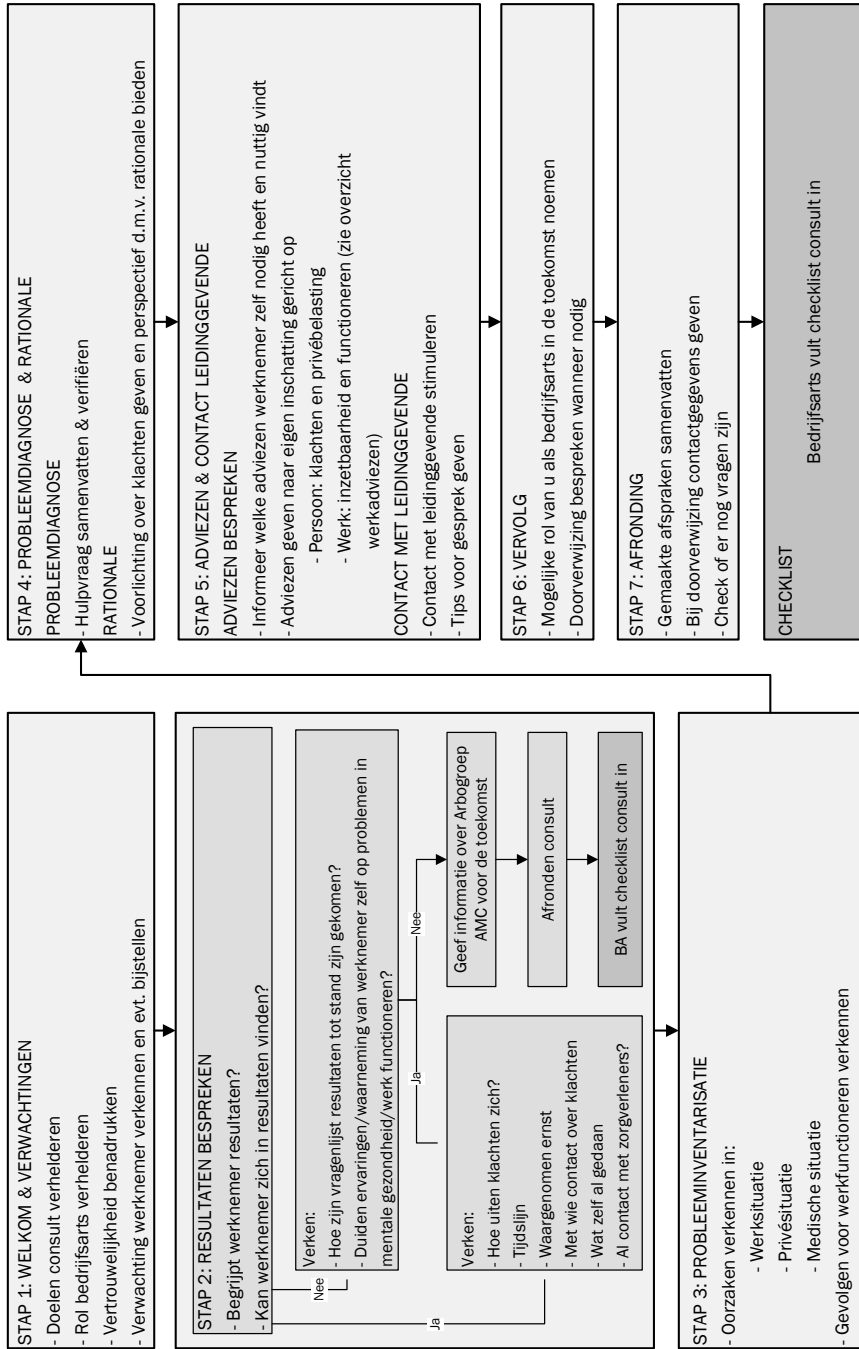 STAP 1: WELKOM & VERWACHTINGEN
- Doelen consult verhelderen
- Rol bedrijfsarts verhelderen
- Vertrouwelijkheid benadrukken
- Verwachting werknemer verkennen en evt. bijstellen
STAP 2: RESULTATEN BESPREKEN
- Begrijpt werknemer resultaten?
- Kan werknemer zich in resultaten vinden?
Nee
Ja
Verken:
- Hoe zijn vragenlijst resultaten tot stand zijn gekomen?
- Duiden ervaringen/waarneming van werknemer zelf op problemen in
mentale gezondheid/werk functioneren?
Ja
Nee
Verken:
- Hoe uiten klachten zich?
- Tijdslijn
- Waargenomen ernst
- Met wie contact over klachten
- Wat zelf al gedaan
- Al contact met zorgverleners?
Geef informatie over Arbogroep
AMC voor de toekomst
Afronden consult
BA vult checklist consult in
STAP 3: PROBLEEMINVENTARISATIE
- Oorzaken verkennen in:
- Werksituatie
- Privésituatie
- Medische situatie
- Gevolgen voor werkfunctioneren verkennen
STAP 4: PROBLEEMDIAGNOSE & RATIONALE
PROBLEEMDIAGNOSE
- Hulpvraag samenvatten & verifiëren
RATIONALE
- Voorlichting over klachten geven en perspectief d.m.v. rationale bieden
STAP 5: ADVIEZEN & CONTACT LEIDINGGEVENDE
ADVIEZEN BESPREKEN
- Informeer welke adviezen werknemer zelf nodig heeft en nuttig vindt
- Adviezen geven naar eigen inschatting gericht op
- Persoon: klachten en privébelasting
- Werk: inzetbaarheid en functioneren (zie overzicht
werkadviezen)
CONTACT MET LEIDINGGEVENDE
- Contact met leidinggevende stimuleren
- Tips voor gesprek geven
STAP 6: VERVOLG
- Mogelijke rol van u als bedrijfsarts in de toekomst noemen
- Doorverwijzing bespreken wanneer nodig
STAP 7: AFRONDING
- Gemaakte afspraken samenvatten
- Bij doorverwijzing contactgegevens geven
- Check of er nog vragen zijn
CHECKLIST
Bedrijfsarts vult checklist consult in